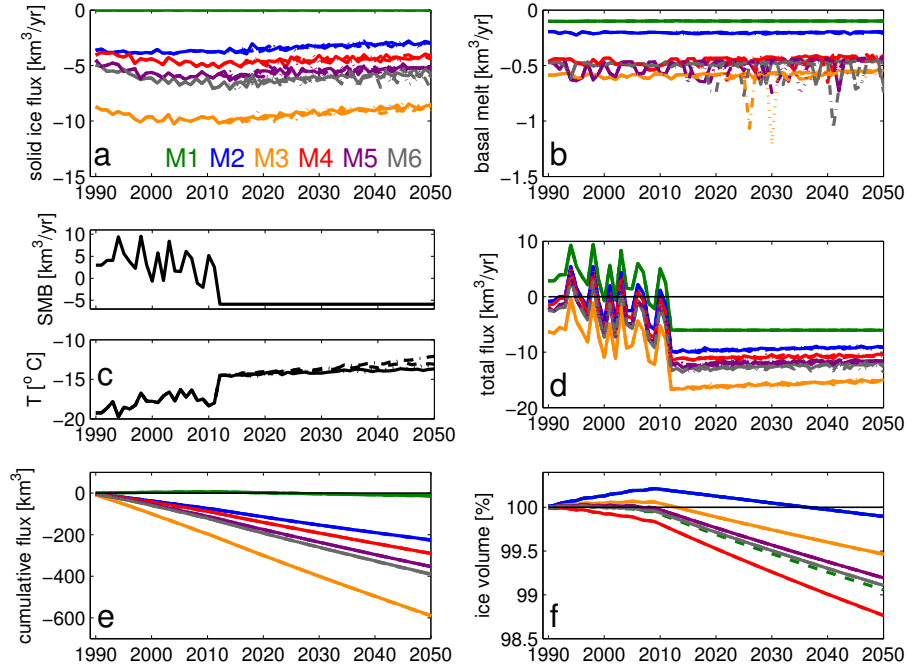 solid ice flux [km³/yr]
0
−5
−10
−15
a
M1 M2 M3 M4 M5 M6
1990 2000 2010 2020 2030 2040 2050
basal melt [km³/yr]
0
−0.5
−1
−1.5
b
1990 2000 2010 2020 2030 2040 2050
SMB [km³/yr]
10
5
0
−5
T [° C]
−10
−15
−20
c
1990 2000 2010 2020 2030 2040 2050
total flux [km³/yr]
10
0
−10
−20
d
1990 2000 2010 2020 2030 2040 2050
cumulative flux [km³]
0
−200
−400
−600
e
1990 2000 2010 2020 2030 2040 2050
ice volume [%]
100
99.5
99
98.5
f
1990 2000 2010 2020 2030 2040 2050